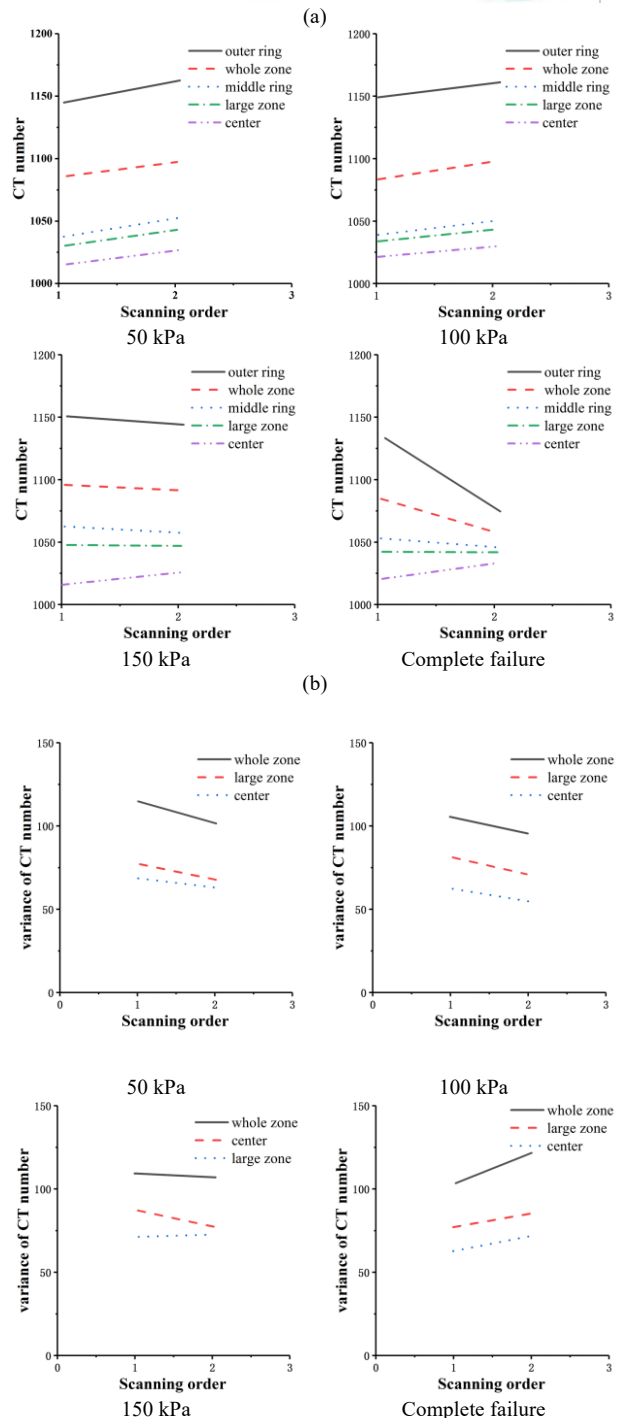 (a)
1200
1150
1100
1050
1000
CT number
outer ring
whole zone
middle ring
large zone
center
1
2
3
Scanning order
50 kPa
1200
1150
1100
1050
1000
CT number
outer ring
whole zone
middle ring
large zone
center
1
2
3
Scanning order
100 kPa
1200
1150
1100
1050
1000
CT number
outer ring
whole zone
middle ring
large zone
center
1
2
3
Scanning order
150 kPa
1200
1150
1100
1050
1000
CT number
outer ring
whole zone
middle ring
large zone
center
1
2
3
Scanning order
Complete failure
(b)
150
100
50
0
variance of CT number
whole zone
large zone
center
0
1
2
3
Scanning order
50 kPa
150
100
50
0
variance of CT number
whole zone
large zone
center
0
1
2
3
Scanning order
100 kPa
150
100
50
0
variance of CT number
whole zone
center
large zone
0
1
2
3
Scanning order
150 kPa
150
100
50
0
variance of CT number
whole zone
large zone
center
0
1
2
3
Scanning order
Complete failure